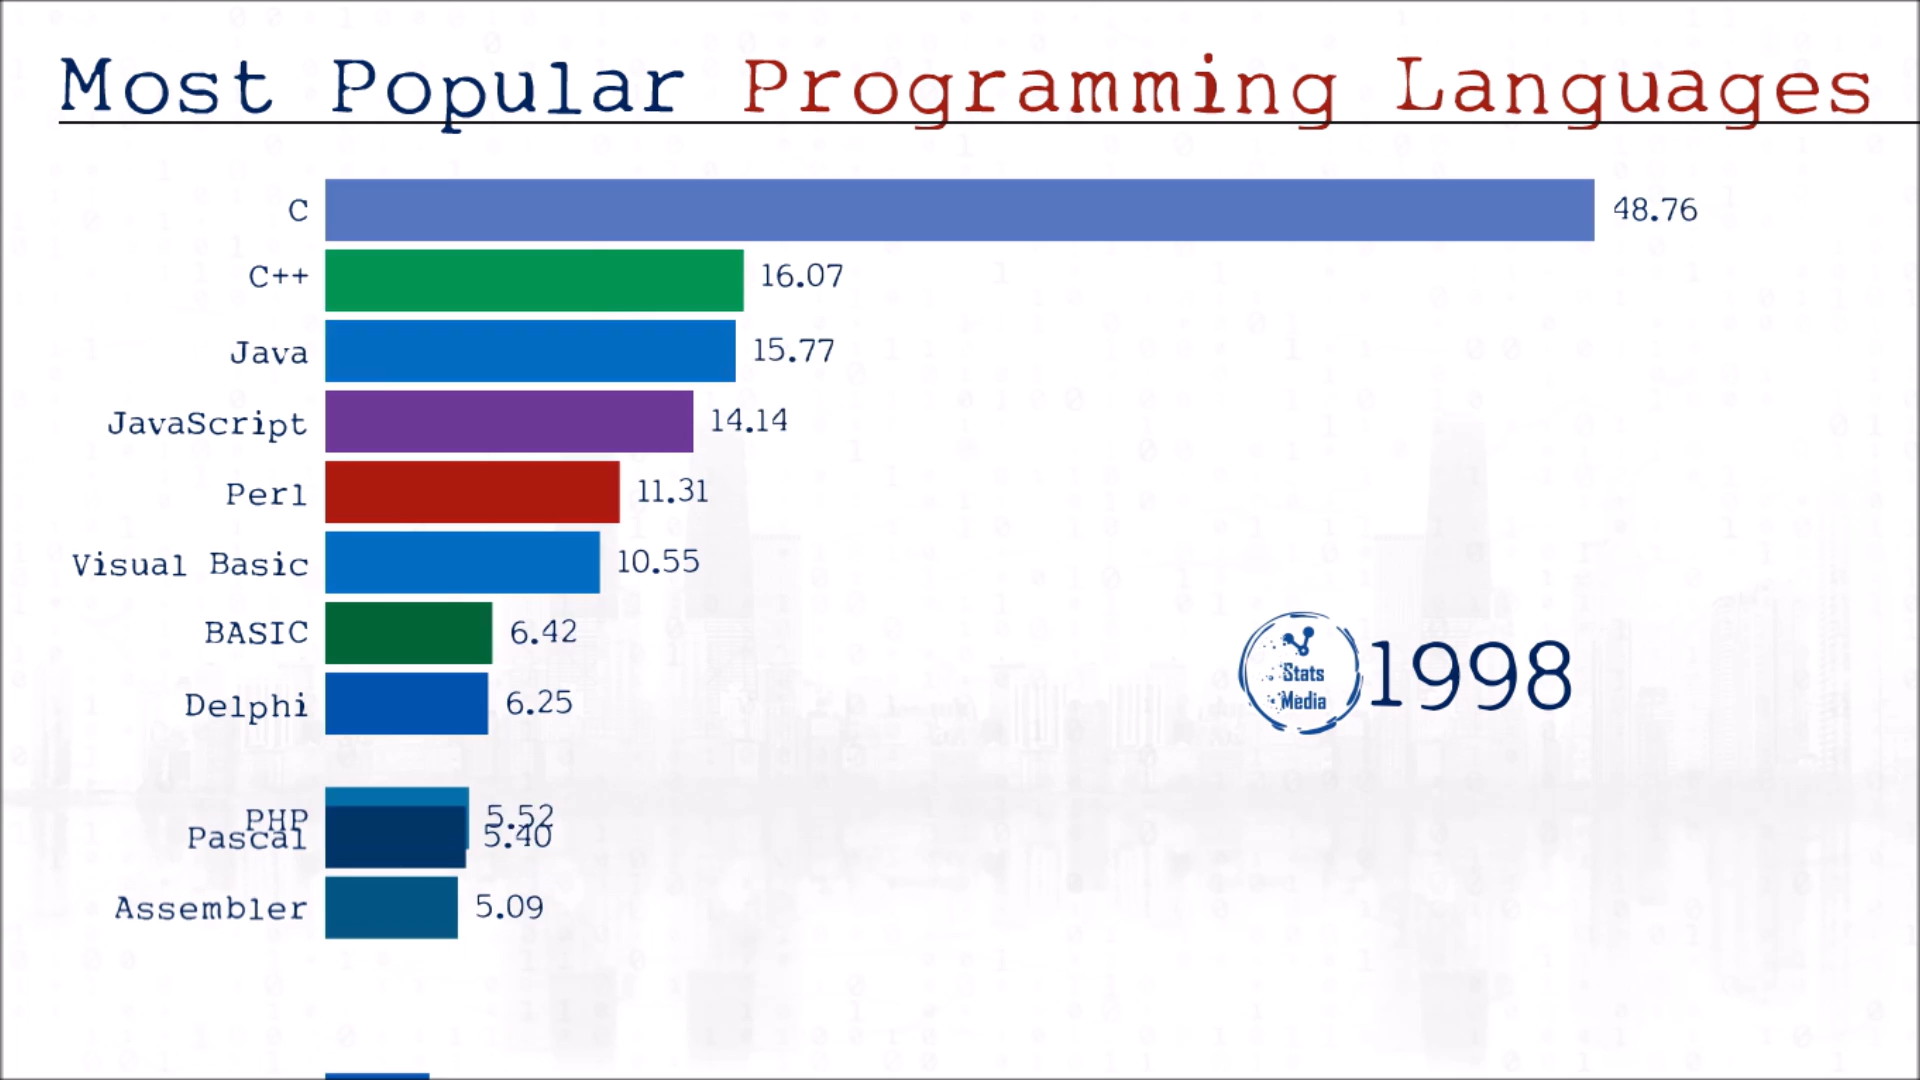 Most Popular Programming Languages
C 48.76
C++ 16.07
Java 15.77
JavaScript 14.14
Perl 11.31
Visual Basic 10.55
BASIC 6.42
Delphi 6.25
PHP 5.52
Pascal 5.40
Assembler 5.09
Stats
Media
1998